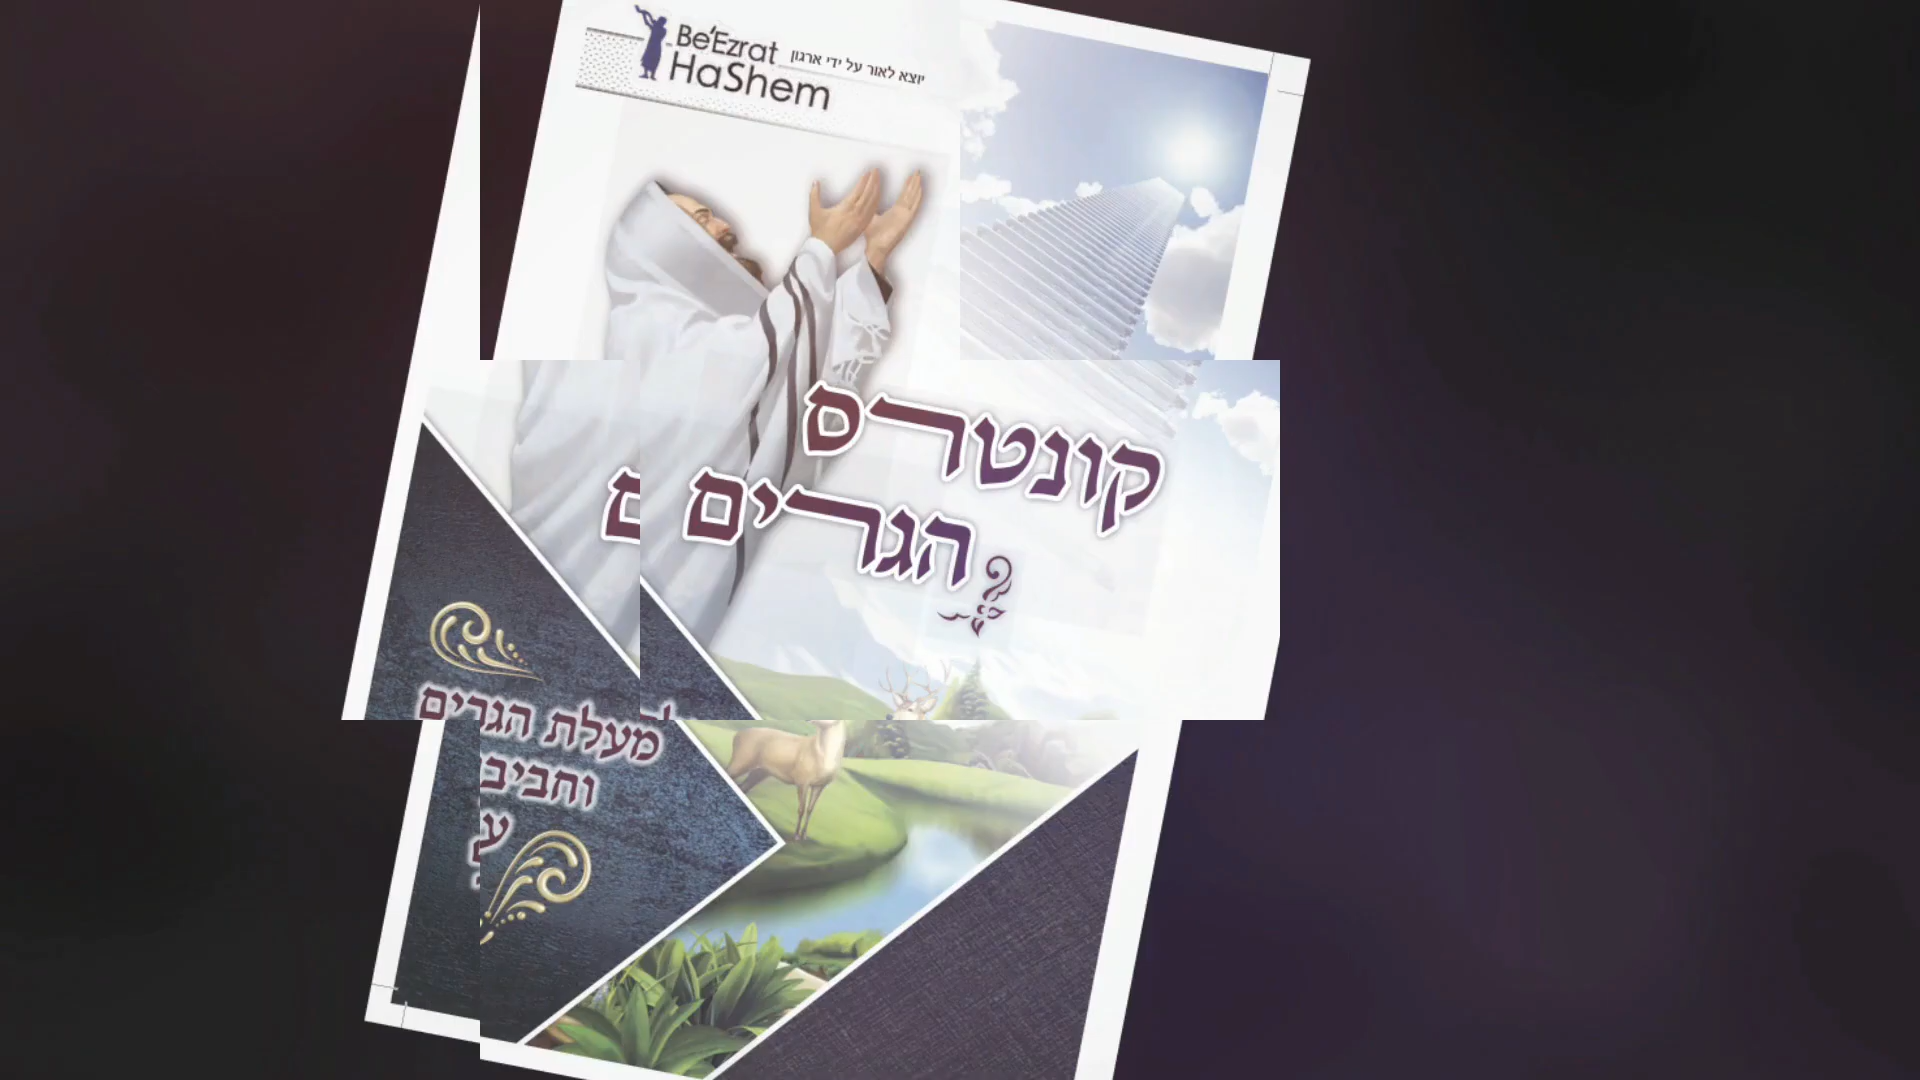 Be'Ezrat
HaShem
יוצא לאור על ידי ארגון
קונטרס
הגרים
מעלת הגרים